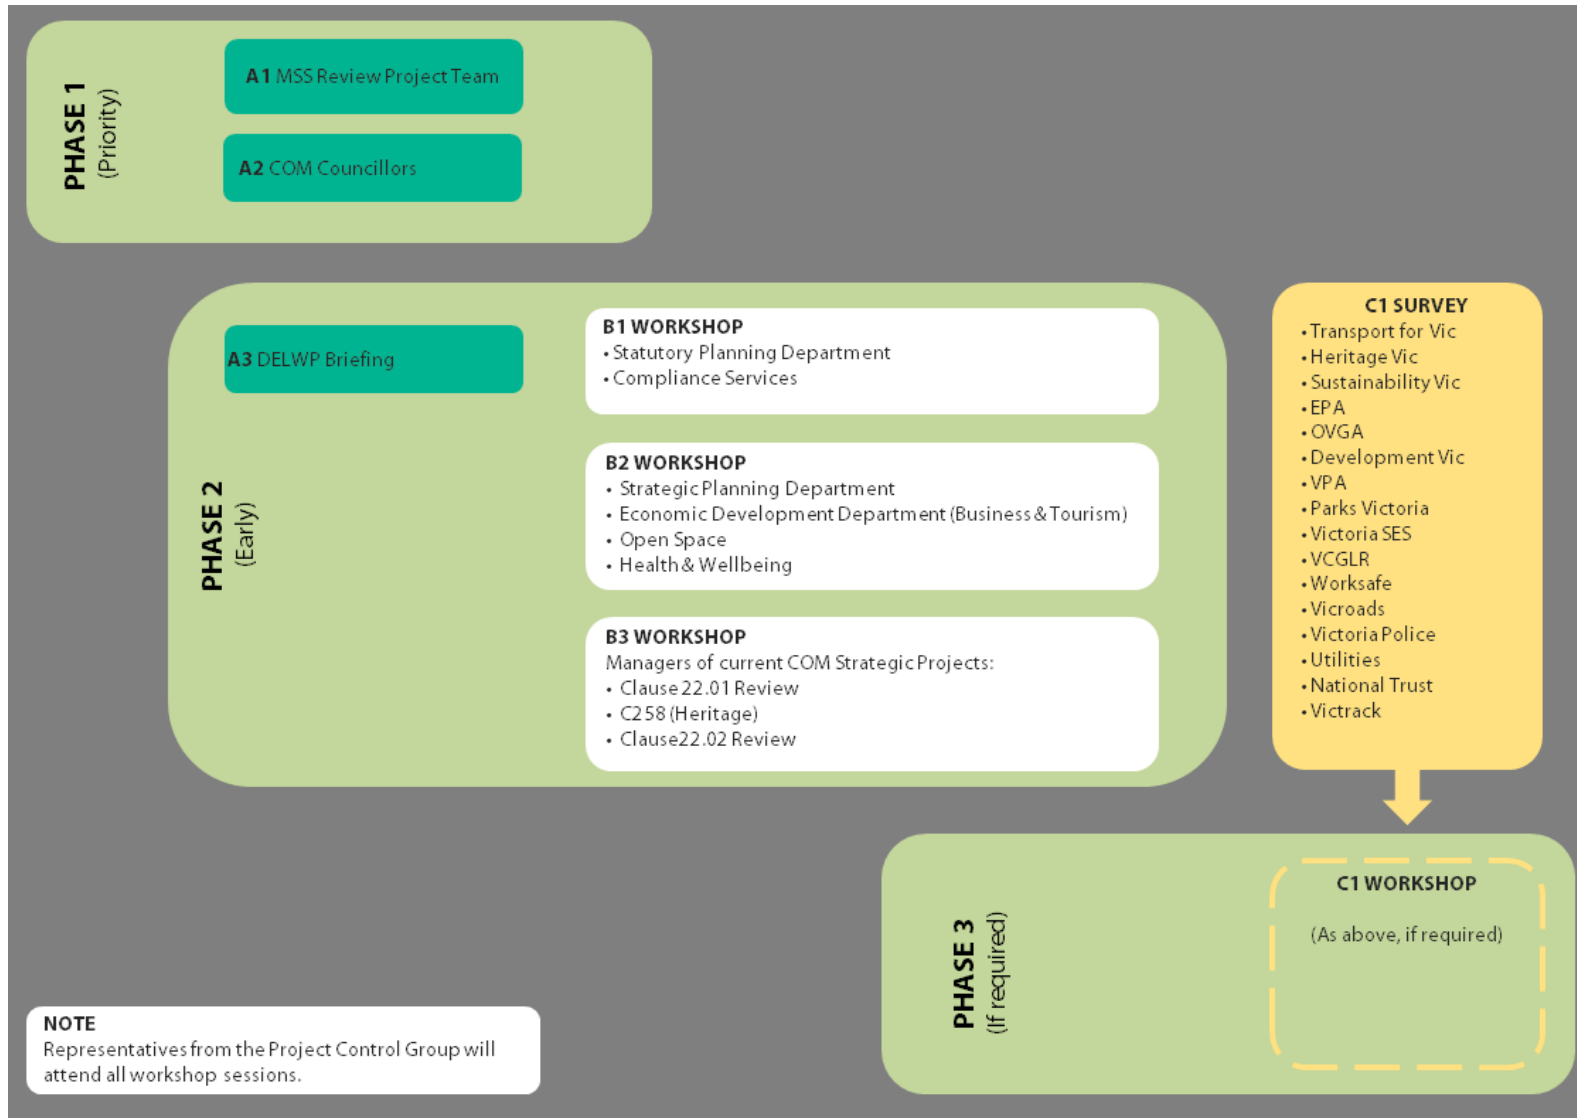 PHASE 1
(Priority)
A1 MSS Review Project Team
A2 COM Councillors
PHASE 2
(Early)
A3 DELWP Briefing
B1 WORKSHOP
• Statutory Planning Department
• Compliance Services
B2 WORKSHOP
• Strategic Planning Department
• Economic Development Department (Business & Tourism)
• Open Space
• Health & Wellbeing
B3 WORKSHOP
Managers of current COM Strategic Projects:
• Clause 22.01 Review
• C258 (Heritage)
• Clause22.02 Review
C1 SURVEY
• Transport for Vic
• Heritage Vic
• Sustainability Vic
• EPA
• OVGA
• Development Vic
• VPA
• Parks Victoria
• Victoria SES
• VCGLR
• Worksafe
• Vicroads
• Victoria Police
• Utilities
• National Trust
• Victrack
PHASE 3
(If required)
C1 WORKSHOP
(As above, if required)
NOTE
Representatives from the Project Control Group will
attend all workshop sessions.